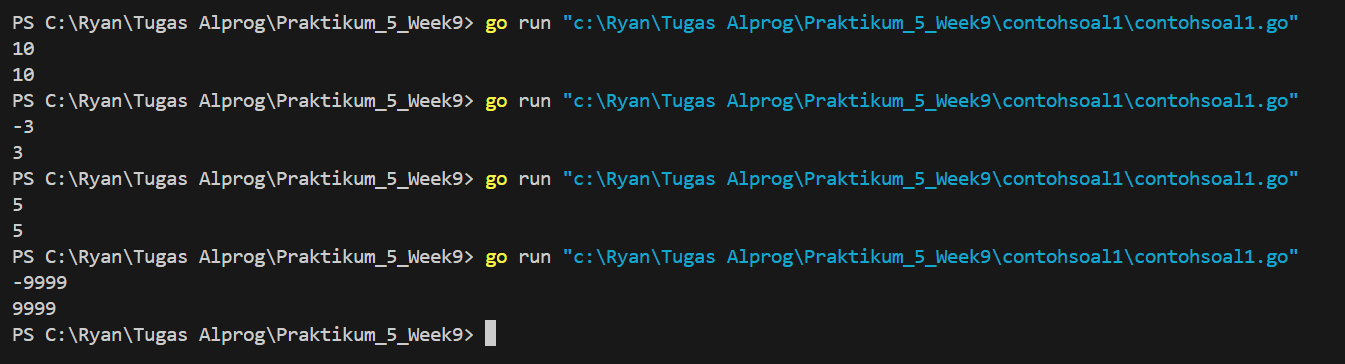 PS C:\Ryan\Tugas Alprog\Praktikum_5_Week9> go run "c:\Ryan\Tugas Alprog\Praktikum_5_Week9\contohsoal1\contohsoal1.go"
10
10
PS C:\Ryan\Tugas Alprog\Praktikum_5_Week9> go run "c:\Ryan\Tugas Alprog\Praktikum_5_Week9\contohsoal1\contohsoal1.go"
-3
3
PS C:\Ryan\Tugas Alprog\Praktikum_5_Week9> go run "c:\Ryan\Tugas Alprog\Praktikum_5_Week9\contohsoal1\contohsoal1.go"
5
5
PS C:\Ryan\Tugas Alprog\Praktikum_5_Week9> go run "c:\Ryan\Tugas Alprog\Praktikum_5_Week9\contohsoal1\contohsoal1.go"
-9999
9999
PS C:\Ryan\Tugas Alprog\Praktikum_5_Week9>